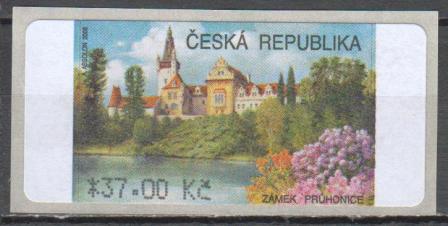 ČESKÁ REPUBLIKA
*37.00 Kč
ZÁMEK PRŮHONICE